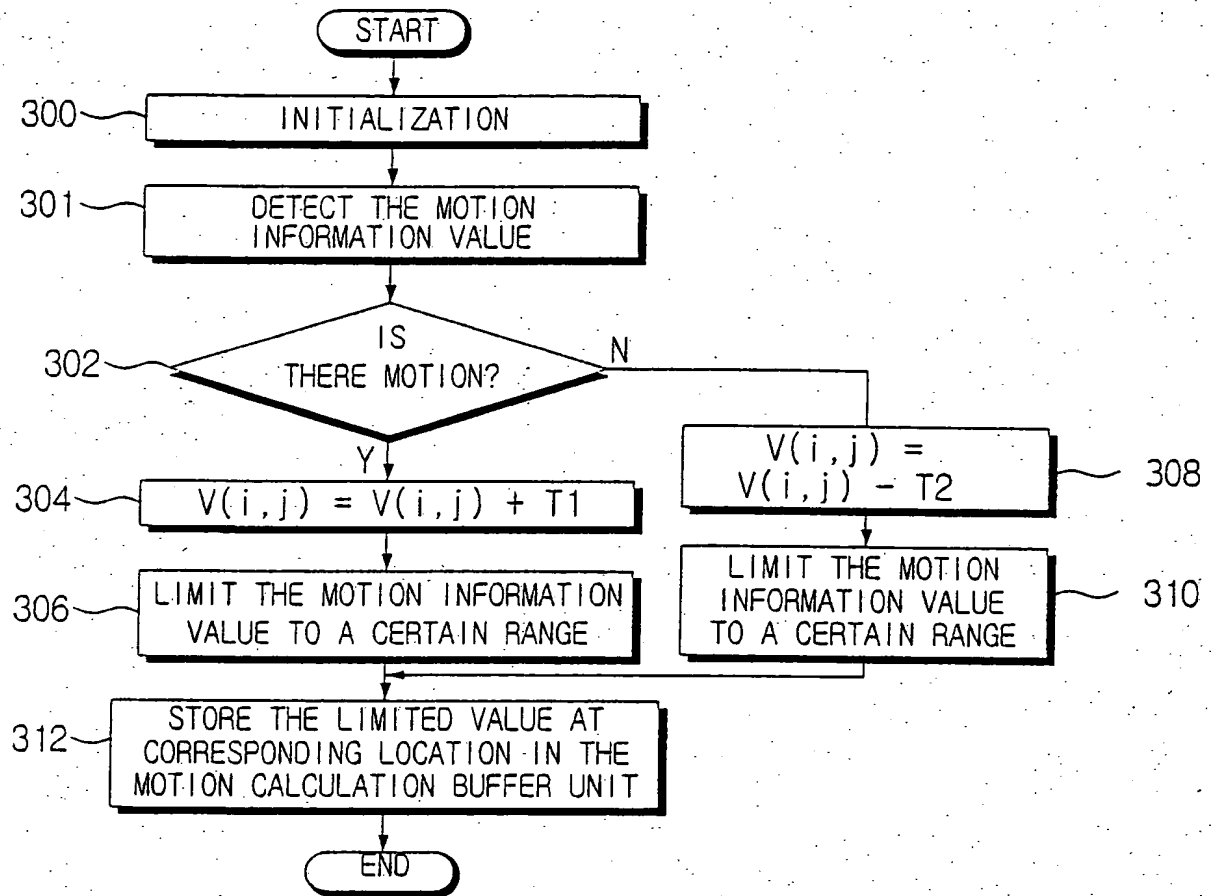 START
300
INITIALIZATION
301
DETECT THE MOTION
INFORMATION VALUE
302
IS
THERE MOTION?
N
Y
304
V(i,j) = V(i,j) + T1
V(i,j) =
V(i,j) - T2
308
306
LIMIT THE MOTION INFORMATION
VALUE TO A CERTAIN RANGE
LIMIT THE MOTION
INFORMATION VALUE
TO A CERTAIN RANGE
310
312
STORE THE LIMITED VALUE AT
CORRESPONDING LOCATION IN THE
MOTION CALCULATION BUFFER UNIT
END